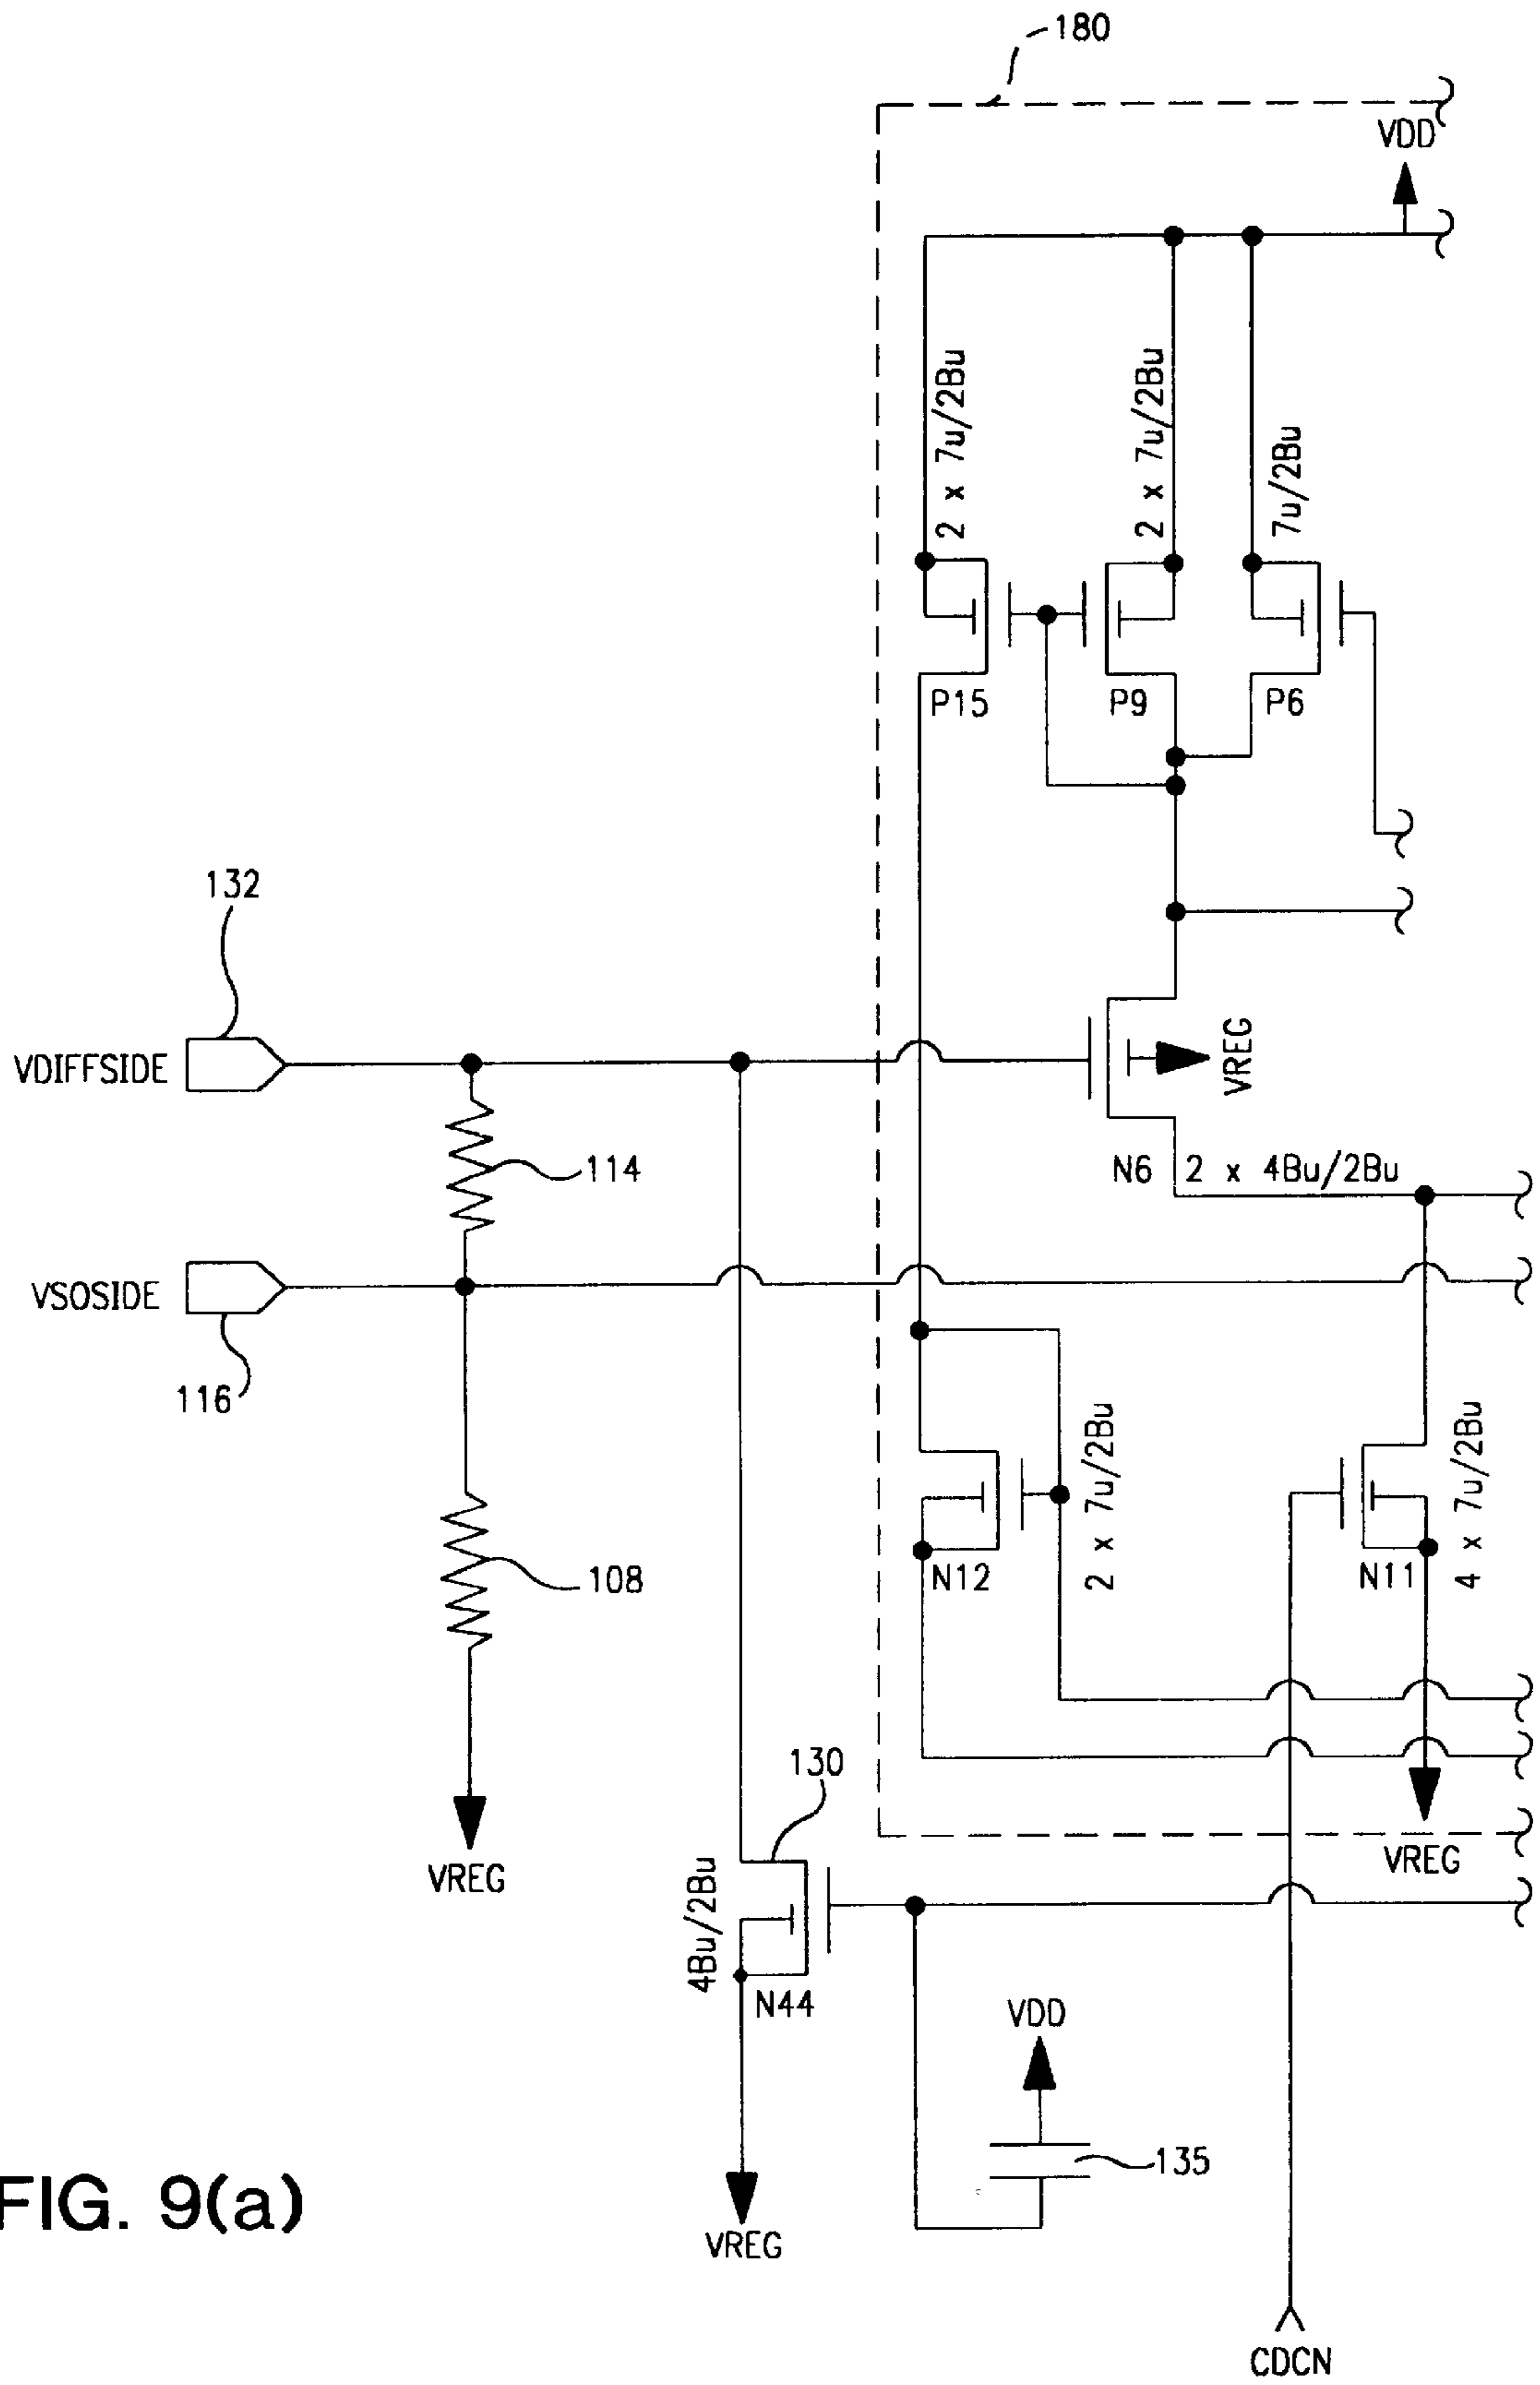 180
VDD
2 x 7u/2Bu
2 x 7u/2Bu
7u/2Bu
P15
P9
P6
132
VDIFFSIDE
VREG
114
N6
2 x 4Bu/2Bu
VSOSIDE
116
2 x 7u/2Bu
4 x 7u/2Bu
N12
N11
108
130
VREG
VREG
4Bu/2Bu
N44
VDD
135
FIG. 9(a)
VREG
CDCN